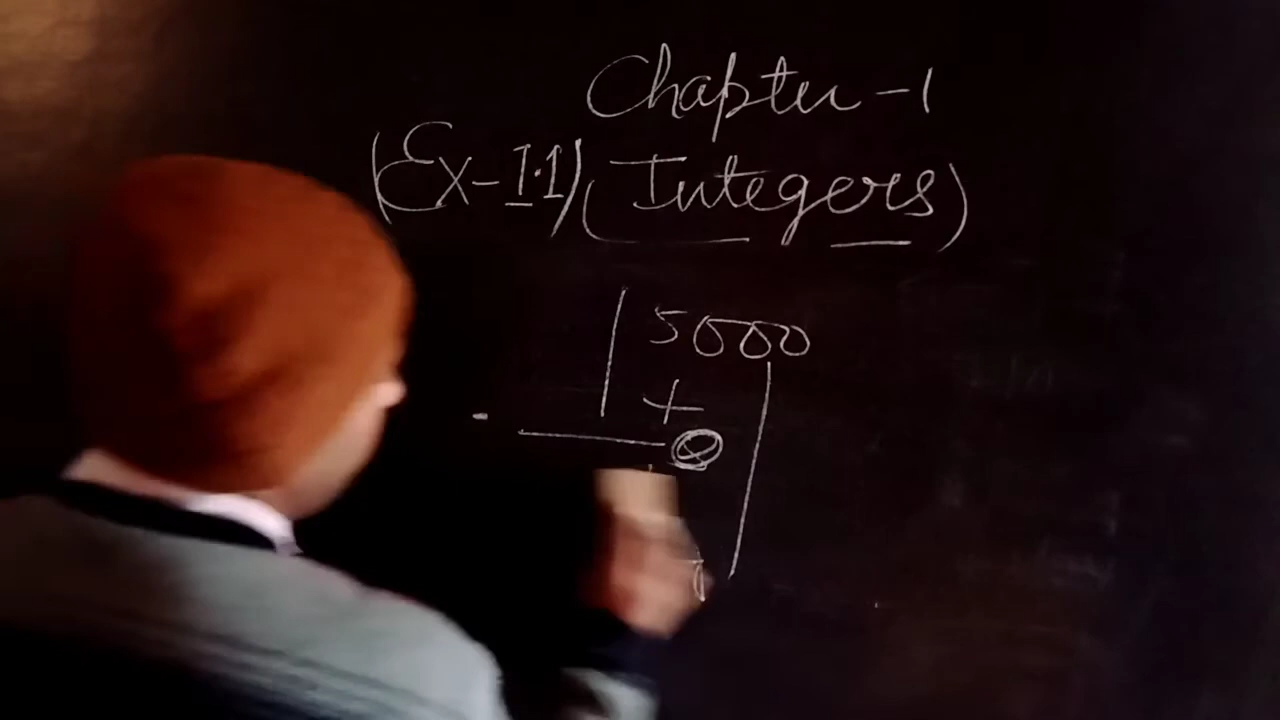 Chapter-1
(Ex-1.1) (Integers)
5000
+
-